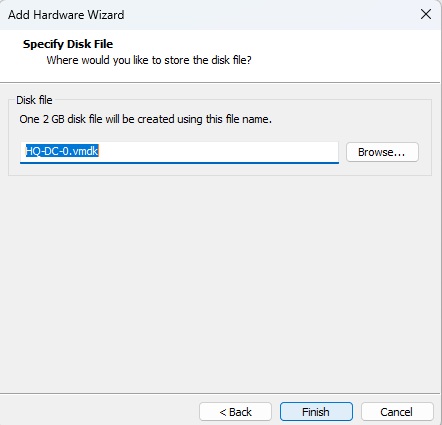 Add Hardware Wizard
Specify Disk File
Where would you like to store the disk file?
Disk file
One 2 GB disk file will be created using this file name.
HQ-DC-0.vmdk
Browse...
< Back
Finish
Cancel